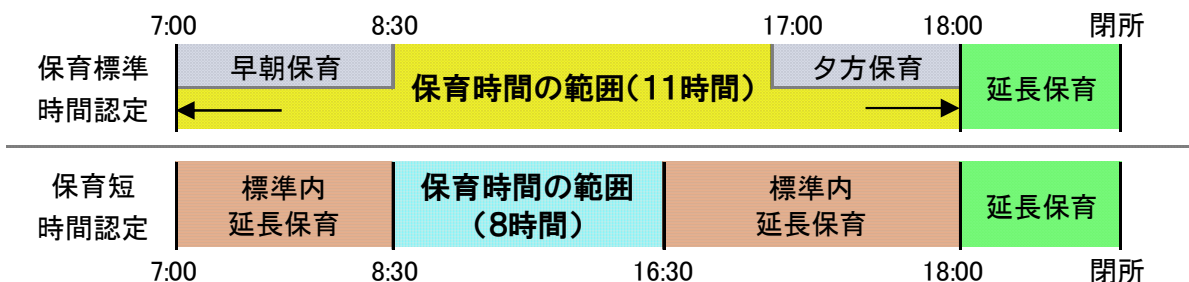 7:00 8:30 17:00 18:00 閉所
保育標準
時間認定
早朝保育
保育時間の範囲(11時間)
夕方保育
延長保育
保育短
時間認定
標準内
延長保育
保育時間の範囲
(8時間)
標準内
延長保育
延長保育
7:00 8:30 16:30 18:00 閉所